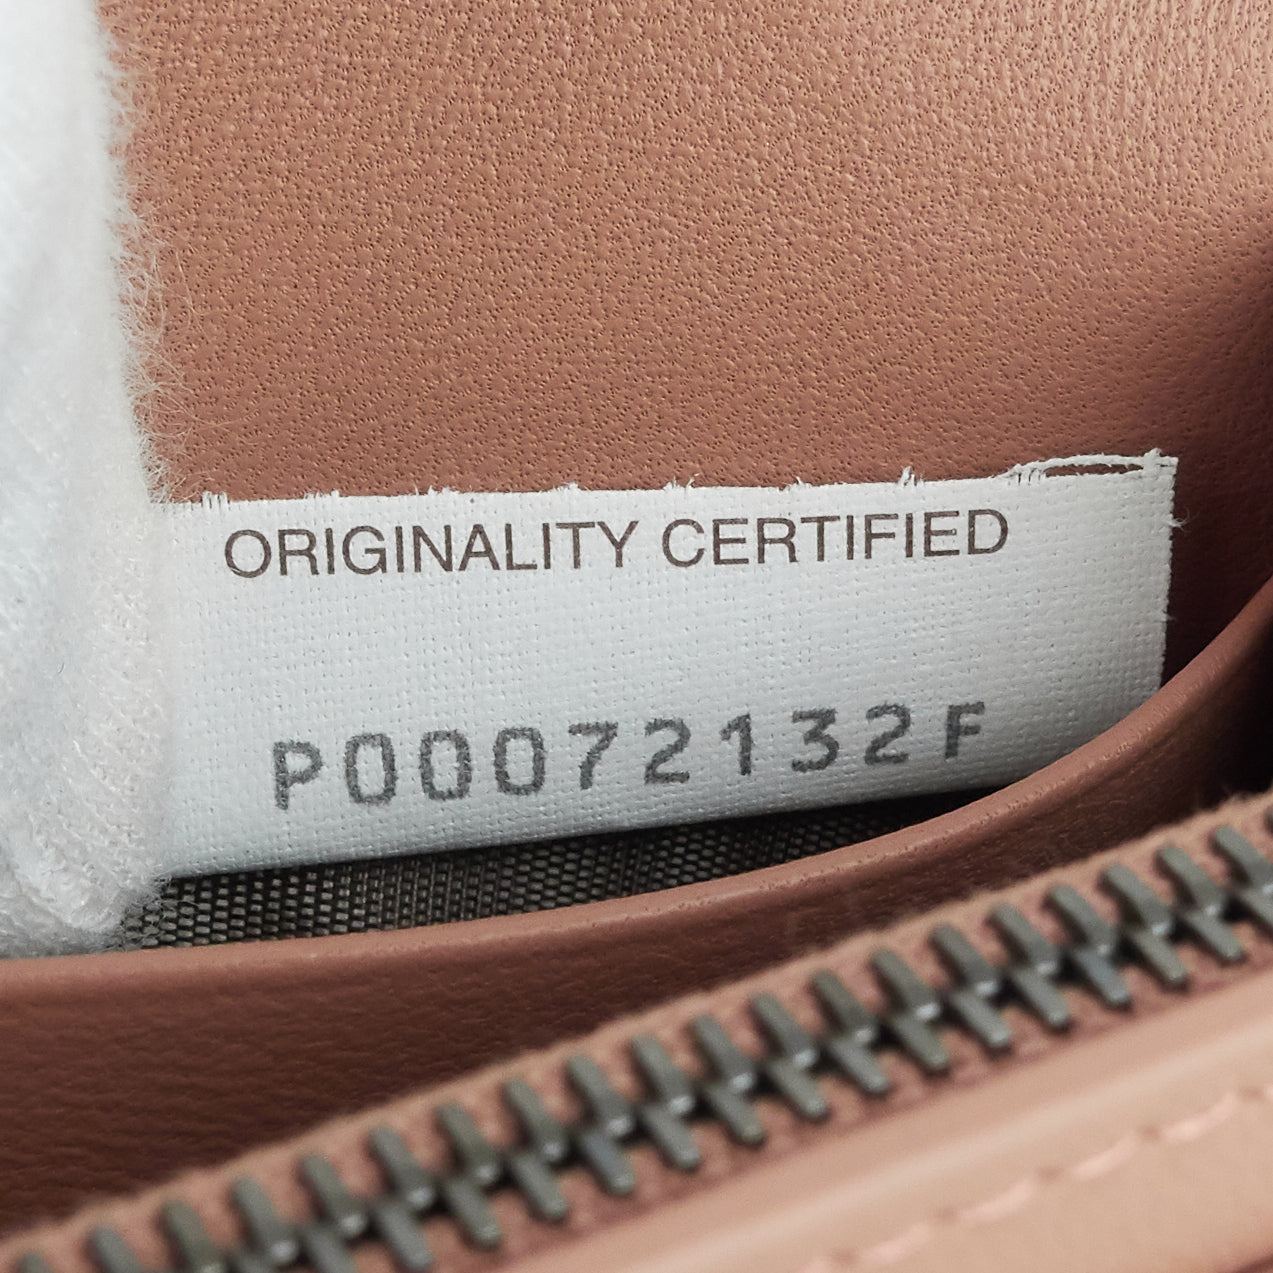 ORIGINALITY CERTIFIED
P00072132F